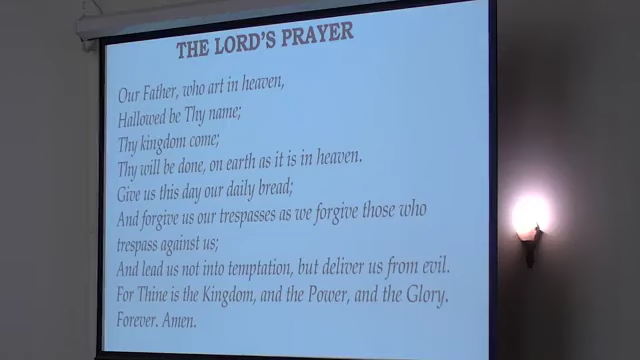 THE LORD'S PRAYER
Our Father, who art in heaven,
Hallowed be Thy name;
Thy kingdom come;
Thy will be done, on earth as it is in heaven.
Give us this day our daily bread;
And forgive us our trespasses as we forgive those who
trespass against us;
And lead us not into temptation, but deliver us from evil.
For Thine is the Kingdom, and the Power, and the Glory.
Forever. Amen.